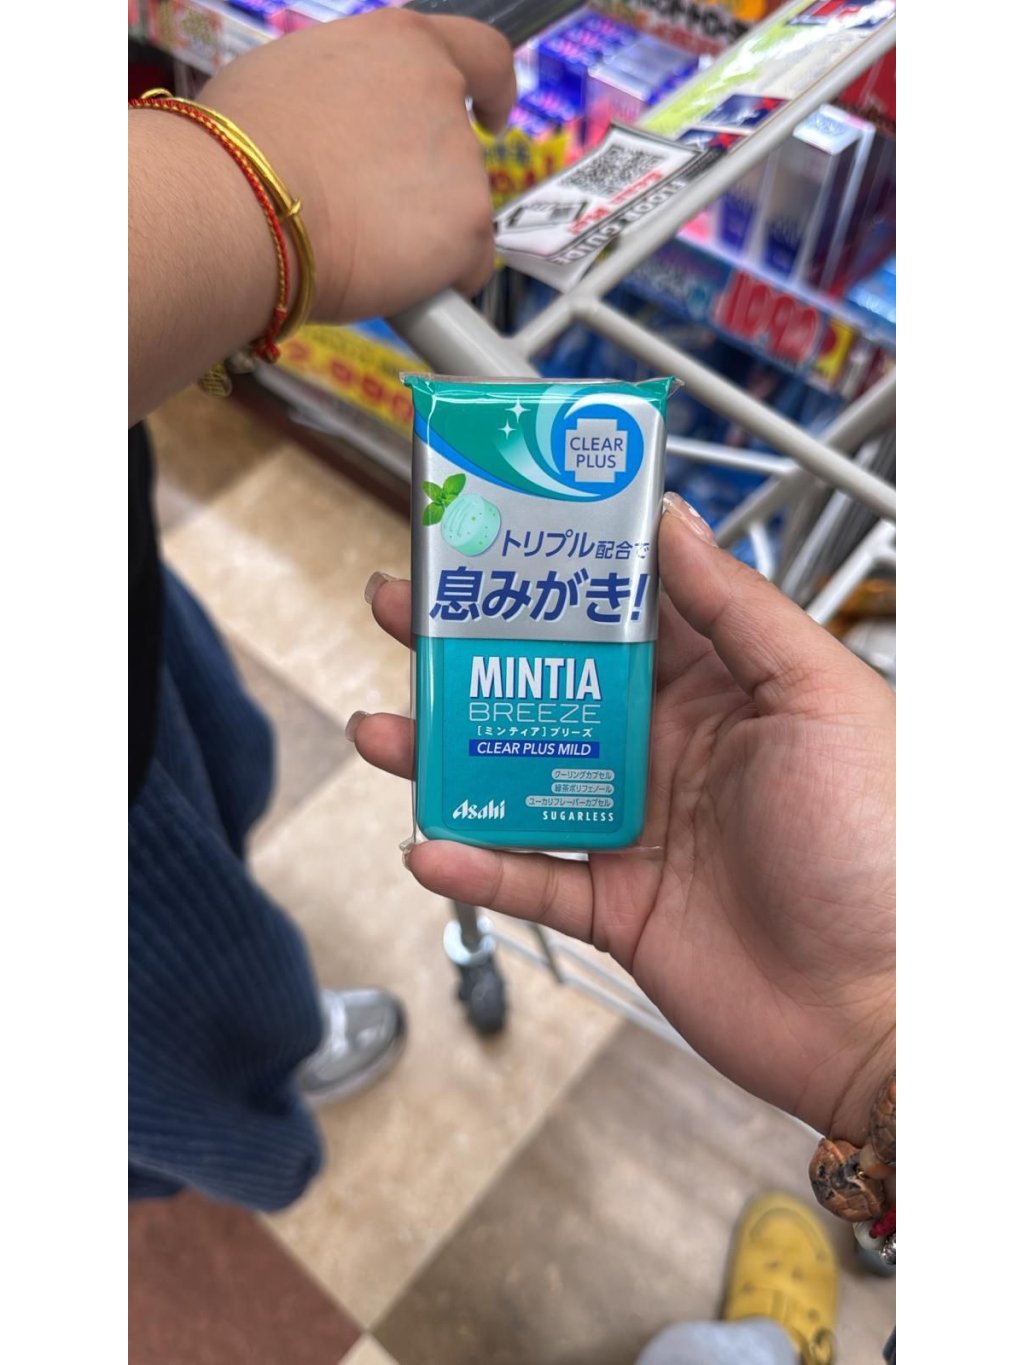 FLOOR GUIDE
CLEAR
PLUS
トリプル配合で
息みがき!
MINTIA
BREEZE
[ミンティア]ブリーズ
CLEAR PLUS MILD
クーリングカプセル
緑茶ポリフェノール
ユーカリフレーバーカプセル
Asahi
SUGARLESS